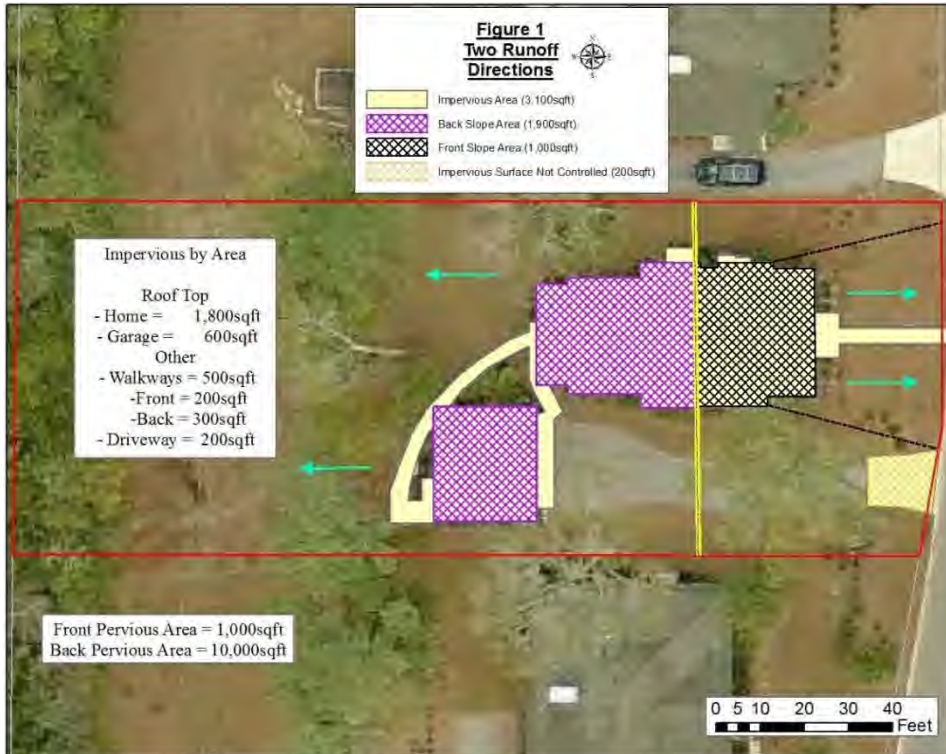 Figure 1
Two Runoff
Directions
Impervious Area (3,100sqft)
Back Slope Area (1,900sqft)
Front Slope Area (1,000sqft)
Impervious Surface Not Controlled (200sqft)
Impervious by Area
Roof Top
- Home = 1,800sqft
- Garage = 600sqft
Other
- Walkways = 500sqft
-Front = 200sqft
-Back = 300sqft
- Driveway = 200sqft
Front Pervious Area = 1,000sqft
Back Pervious Area = 10,000sqft
0 5 10 20 30 40
Feet